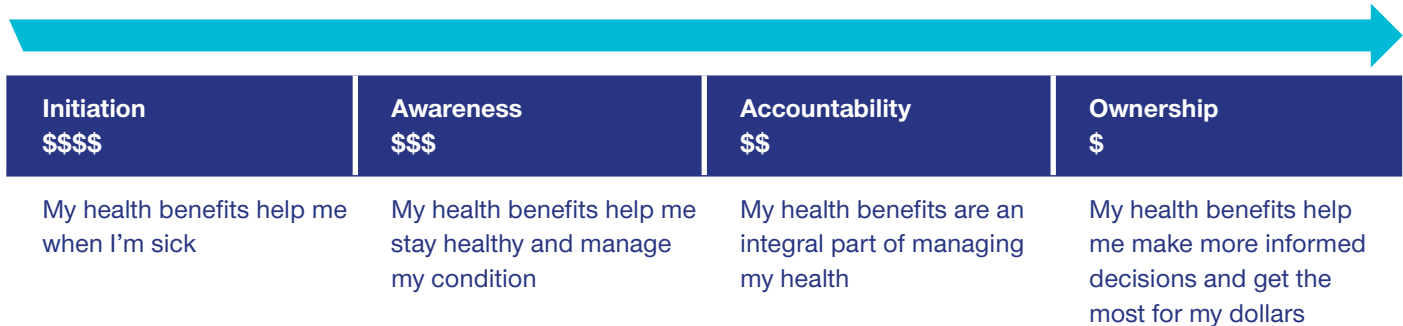 Initiation
$$$$
My health benefits help me
when I'm sick
Awareness
$$$
My health benefits help me
stay healthy and manage
my condition
Accountability
$$
My health benefits are an
integral part of managing
my health
Ownership
$
My health benefits help
me make more informed
decisions and get the
most for my dollars